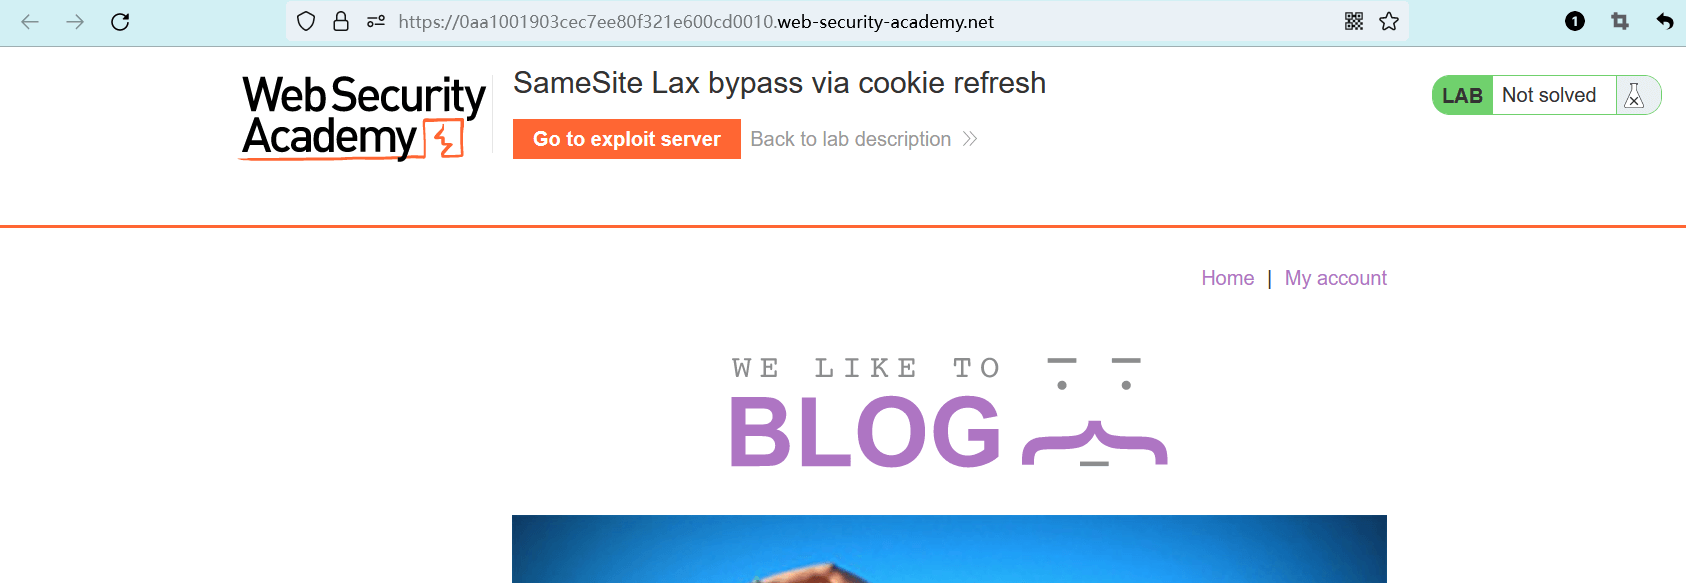 https://0aa1001903cec7ee80f321e600cd0010.web-security-academy.net
1
Web Security
Academy
SameSite Lax bypass via cookie refresh
Go to exploit server
Back to lab description
LAB Not solved
Home | My account
WE LIKE TO
BLOG